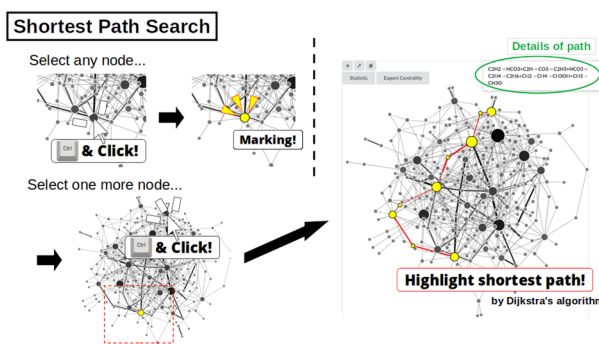 Shortest Path Search
Select any node...
Ctrl
& Click!
Marking!
Select one more node...
Ctrl
& Click!
Details of path
Statistic
Export Centrality
Highlight shortest path!
by Dijkstra's algorithm